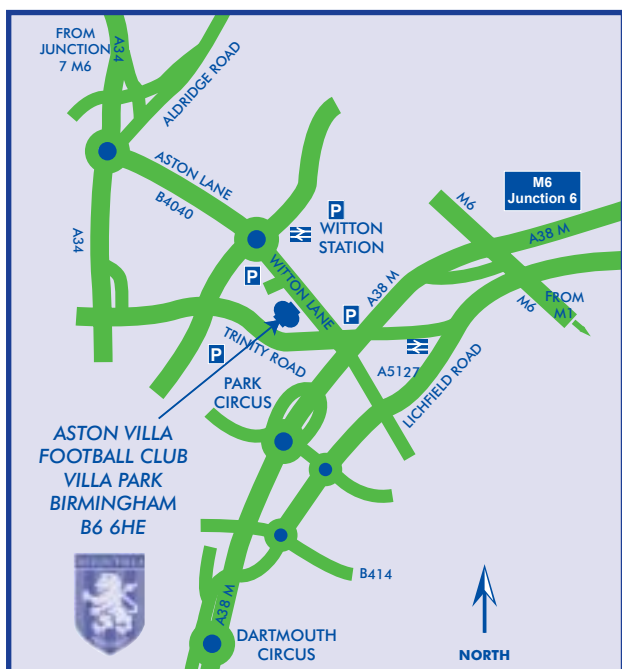 FROM
JUNCTION
7 M6
A34
ALDRIDGE ROAD
ASTON LANE
B4040
A34
P
WITTON
STATION
M6
Junction 6
M6
A38 M
A38 M
M6
FROM
M1
P
WITTON LANE
P
TRINITY ROAD
P
A5127
LICHFIELD ROAD
PARK
CIRCUS
ASTON VILLA
FOOTBALL CLUB
VILLA PARK
BIRMINGHAM
B6 6HE
B414
A38 M
DARTMOUTH
CIRCUS
NORTH